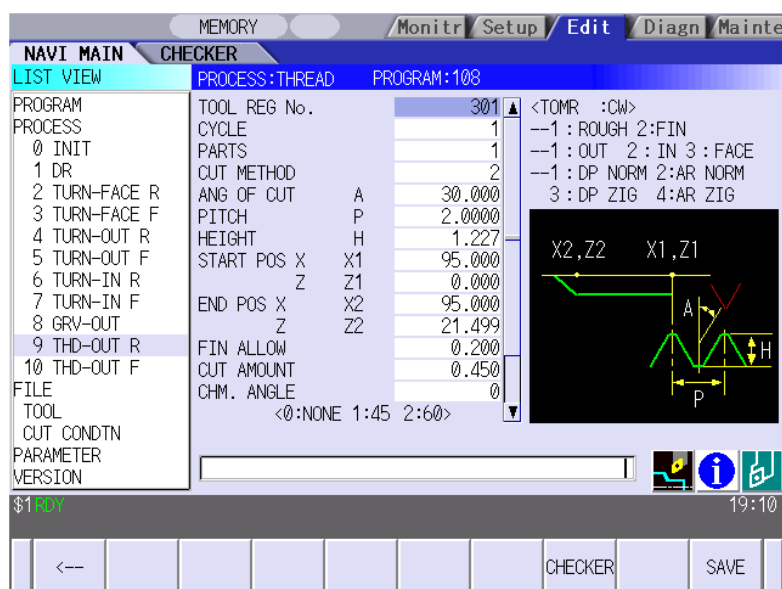 MEMORY Monitr Setup Edit Diagn Mainte
NAVI MAIN CHECKER
LIST VIEW
PROGRAM
PROCESS
0 INIT
1 DR
2 TURN-FACE R
3 TURN-FACE F
4 TURN-OUT R
5 TURN-OUT F
6 TURN-IN R
7 TURN-IN F
8 GRV-OUT
9 THD-OUT R
10 THD-OUT F
FILE
TOOL
CUT CONDTN
PARAMETER
VERSION
PROCESS:THREAD PROGRAM:108
TOOL REG No. 301
CYCLE 1
PARTS 1
CUT METHOD 2
ANG OF CUT A 30.000
PITCH P 2.0000
HEIGHT H 1.227
START POS X X1 95.000
Z Z1 0.000
END POS X X2 95.000
Z Z2 21.499
FIN ALLOW 0.200
CUT AMOUNT 0.450
CHM. ANGLE 0
<0:NONE 1:45 2:60>
<TOMR :CW>
--1:ROUGH 2:FIN
--1:OUT 2:IN 3:FACE
--1:DP NORM 2:AR NORM
3:DP ZIG 4:AR ZIG
X2,Z2 X1,Z1
A
H
P
$1 RDY 19:10
<-- CHECKER SAVE